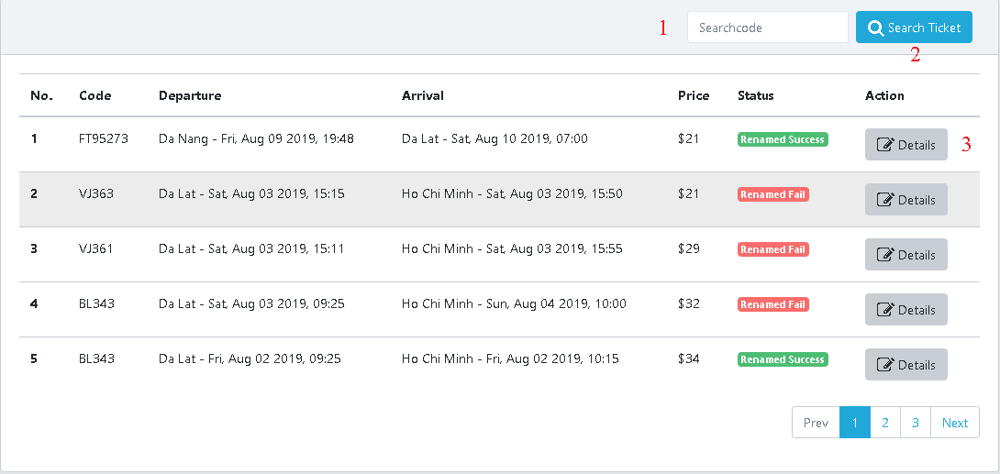 1 Searchcode Search Ticket
2
No. Code Departure Arrival Price Status Action
1 FT95273 Da Nang - Fri, Aug 09 2019, 19:48 Da Lat - Sat, Aug 10 2019, 07:00 $21 Renamed Success Details 3
2 VJ363 Da Lat - Sat, Aug 03 2019, 15:15 Ho Chi Minh - Sat, Aug 03 2019, 15:50 $21 Renamed Fail Details
3 VJ361 Da Lat - Sat, Aug 03 2019, 15:11 Ho Chi Minh - Sat, Aug 03 2019, 15:55 $29 Renamed Fail Details
4 BL343 Da Lat - Sat, Aug 03 2019, 09:25 Ho Chi Minh - Sun, Aug 04 2019, 10:00 $32 Renamed Fail Details
5 BL343 Da Lat - Fri, Aug 02 2019, 09:25 Ho Chi Minh - Fri, Aug 02 2019, 10:15 $34 Renamed Success Details
Prev 1 2 3 Next